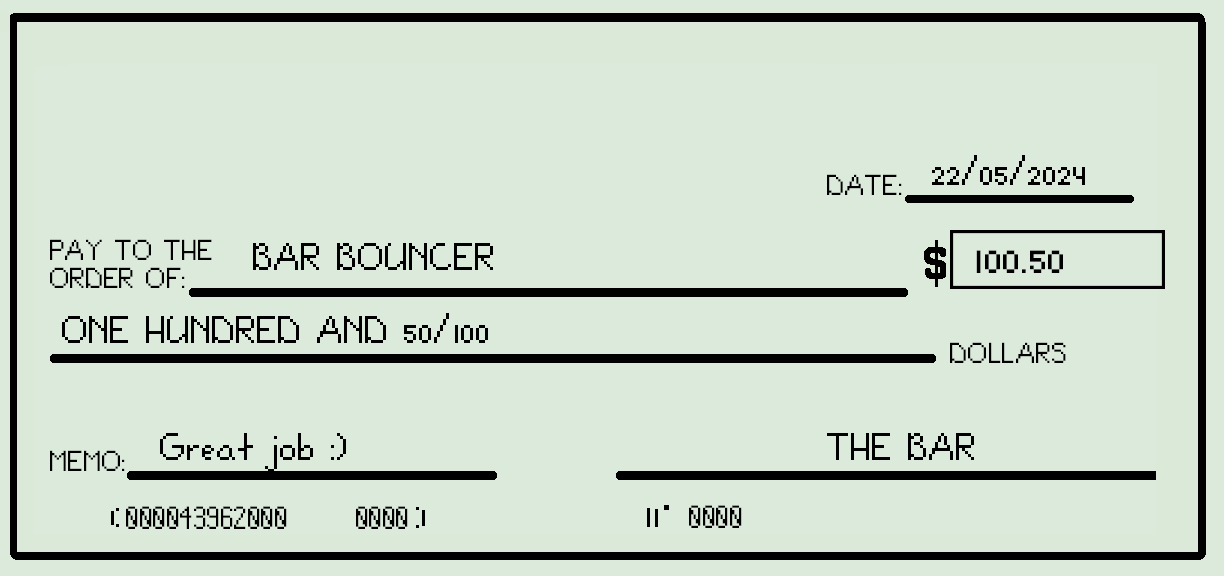 DATE: 22/05/2024
PAY TO THE
ORDER OF: BAR BOUNCER $ 100.50
ONE HUNDRED AND 50/100 DOLLARS
MEMO: Great job :) THE BAR
⑆000043962000 0000⑆ ⑈ 0000